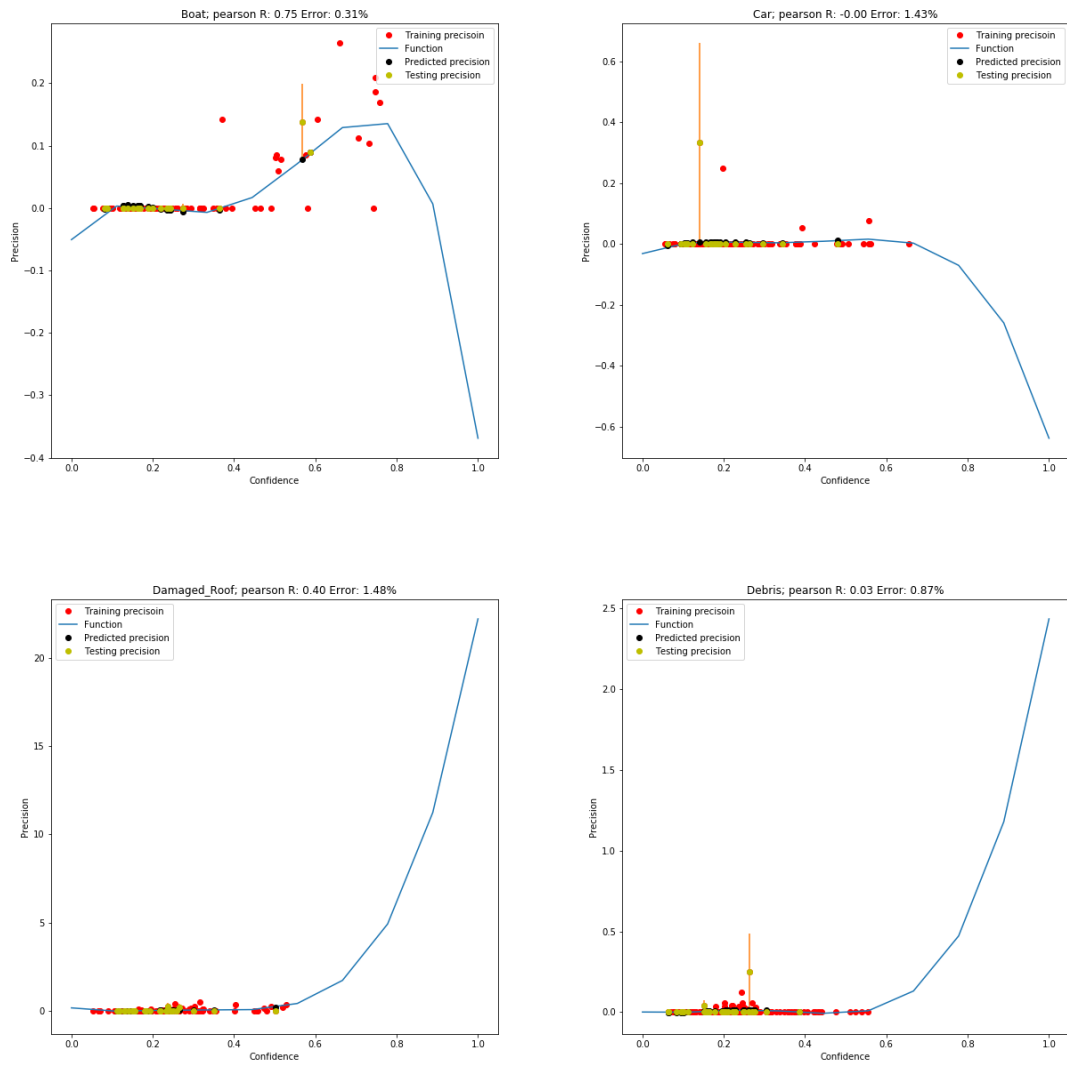 Boat; pearson R: 0.75 Error: 0.31%
Training precisoin
Function
Predicted precision
Testing precision
0.2
0.1
0.0
−0.1
−0.2
−0.3
−0.4
Precision
0.0 0.2 0.4 0.6 0.8 1.0
Confidence
Car; pearson R: -0.00 Error: 1.43%
Training precisoin
Function
Predicted precision
Testing precision
0.6
0.4
0.2
0.0
−0.2
−0.4
−0.6
Precision
0.0 0.2 0.4 0.6 0.8 1.0
Confidence
Damaged_Roof; pearson R: 0.40 Error: 1.48%
Training precisoin
Function
Predicted precision
Testing precision
20
15
10
5
0
Precision
0.0 0.2 0.4 0.6 0.8 1.0
Confidence
Debris; pearson R: 0.03 Error: 0.87%
Training precisoin
Function
Predicted precision
Testing precision
2.5
2.0
1.5
1.0
0.5
0.0
Precision
0.0 0.2 0.4 0.6 0.8 1.0
Confidence